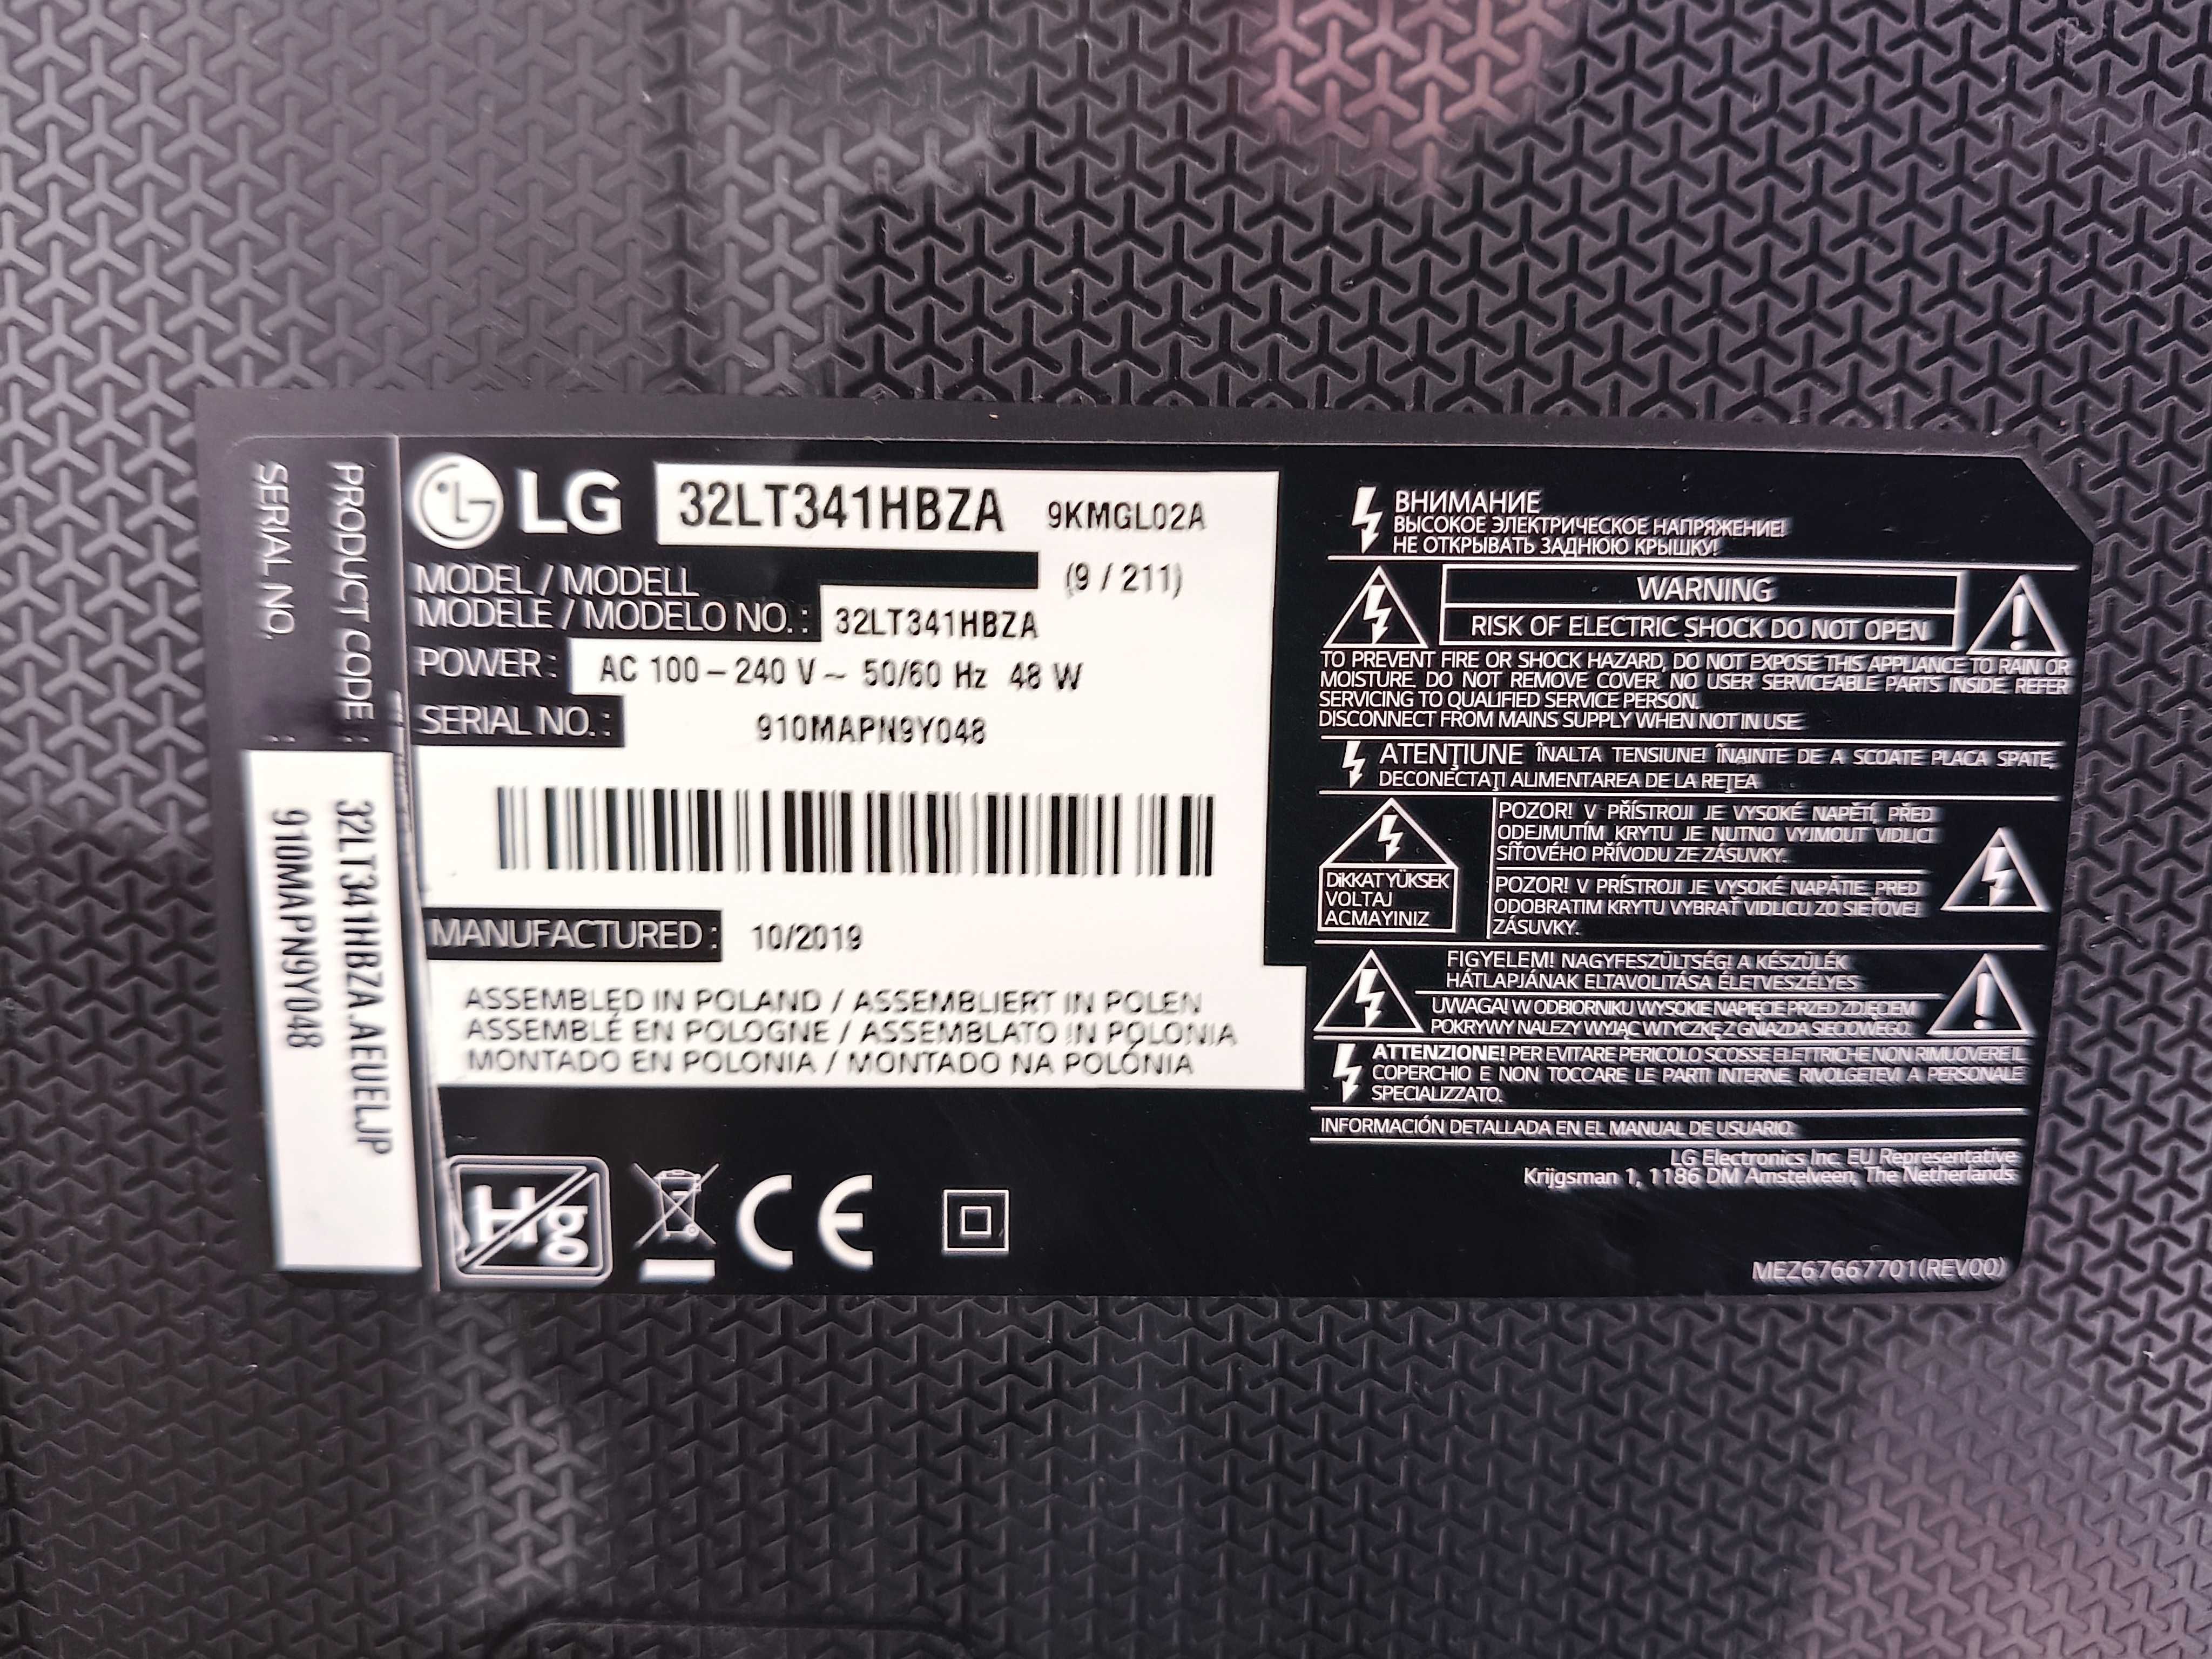 PRODUCT CODE : 32LT341HBZA.AEUELJP
SERIAL NO. : 910MAPN9Y048
LG 32LT341HBZA 9KMGL02A
(9 / 211)
MODEL / MODELL
MODELE / MODELO NO. : 32LT341HBZA
POWER : AC 100 – 240 V ~ 50/60 Hz 48 W
SERIAL NO. : 910MAPN9Y048
MANUFACTURED : 10/2019
ASSEMBLED IN POLAND / ASSEMBLIERT IN POLEN
ASSEMBLÉ EN POLOGNE / ASSEMBLATO IN POLONIA
MONTADO EN POLONIA / MONTADO NA POLÓNIA
Hg
CE
ВНИМАНИЕ
ВЫСОКОЕ ЭЛЕКТРИЧЕСКОЕ НАПРЯЖЕНИЕ!
НЕ ОТКРЫВАТЬ ЗАДНЮЮ КРЫШКУ!
WARNING
RISK OF ELECTRIC SHOCK DO NOT OPEN
TO PREVENT FIRE OR SHOCK HAZARD, DO NOT EXPOSE THIS APPLIANCE TO RAIN OR
MOISTURE. DO NOT REMOVE COVER. NO USER SERVICEABLE PARTS INSIDE. REFER
SERVICING TO QUALIFIED SERVICE PERSON.
DISCONNECT FROM MAINS SUPPLY WHEN NOT IN USE.
ATENŢIUNE ÎNALTA TENSIUNE! ÎNAINTE DE A SCOATE PLACA SPATE,
DECONECTAŢI ALIMENTAREA DE LA REŢEA
DİKKAT YÜKSEK
VOLTAJ
ACMAYINIZ
POZOR! V PŘÍSTROJI JE VYSOKÉ NAPĚTÍ, PŘED
ODEJMUTÍM KRYTU JE NUTNO VYJMOUT VIDLICI
SÍŤOVÉHO PŘÍVODU ZE ZÁSUVKY.
POZOR! V PRÍSTROJI JE VYSOKÉ NAPÄTIE, PRED
ODOBRATIM KRYTU VYBRAŤ VIDLICU ZO SIEŤOVEJ
ZÁSUVKY.
FIGYELEM! NAGYFESZÜLTSÉG! A KÉSZÜLÉK
HÁTLAPJÁNAK ELTAVOLITÁSA ÉLETVESZÉLYES
UWAGA! W ODBIORNIKU WYSOKIE NAPIĘCIE PRZED ZDJĘCIEM
POKRYWY NALEZY WYJĄC WTYCZKĘ Z GNIAZDA SIECIOWEGO.
ATTENZIONE! PER EVITARE PERICOLO SCOSSE ELETTRICHE NON RIMUOVERE IL
COPERCHIO E NON TOCCARE LE PARTI INTERNE. RIVOLGETEVI A PERSONALE
SPECIALIZZATO.
INFORMACIÓN DETALLADA EN EL MANUAL DE USUARIO.
LG Electronics Inc. EU Representative
Krijgsman 1, 1186 DM Amstelveen, The Netherlands
MEZ67667701(REV00)